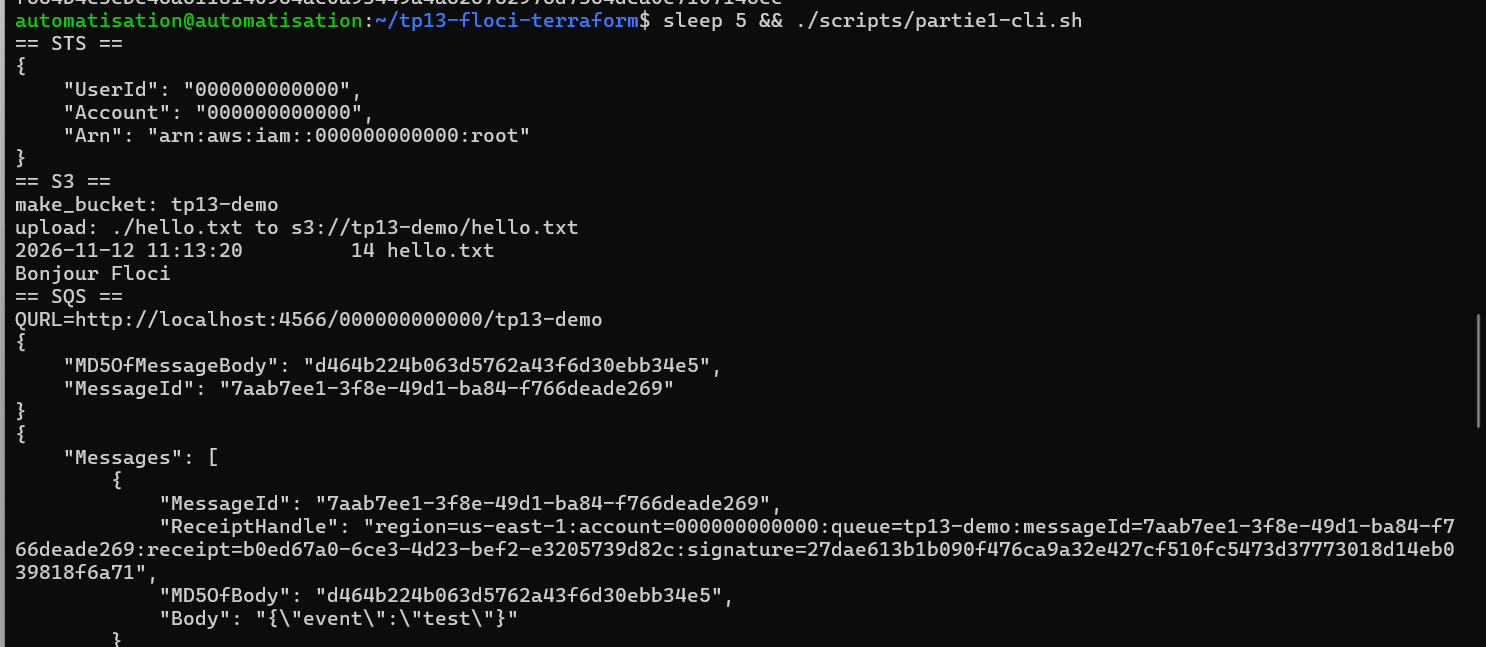 automatisation@automatisation:~/tp13-floci-terraform$ sleep 5 && ./scripts/partie1-cli.sh
== STS ==
{
    "UserId": "000000000000",
    "Account": "000000000000",
    "Arn": "arn:aws:iam::000000000000:root"
}
== S3 ==
make_bucket: tp13-demo
upload: ./hello.txt to s3://tp13-demo/hello.txt
2026-11-12 11:13:20         14 hello.txt
Bonjour Floci
== SQS ==
QURL=http://localhost:4566/000000000000/tp13-demo
{
    "MD5OfMessageBody": "d464b224b063d5762a43f6d30ebb34e5",
    "MessageId": "7aab7ee1-3f8e-49d1-ba84-f766deade269"
}
{
    "Messages": [
        {
            "MessageId": "7aab7ee1-3f8e-49d1-ba84-f766deade269",
            "ReceiptHandle": "region=us-east-1:account=000000000000:queue=tp13-demo:messageId=7aab7ee1-3f8e-49d1-ba84-f7
66deade269:receipt=b0ed67a0-6ce3-4d23-bef2-e3205739d82c:signature=27dae613b1b090f476ca9a32e427cf510fc5473d37773018d14eb0
39818f6a71",
            "MD5OfBody": "d464b224b063d5762a43f6d30ebb34e5",
            "Body": "{\"event\":\"test\"}"
        }